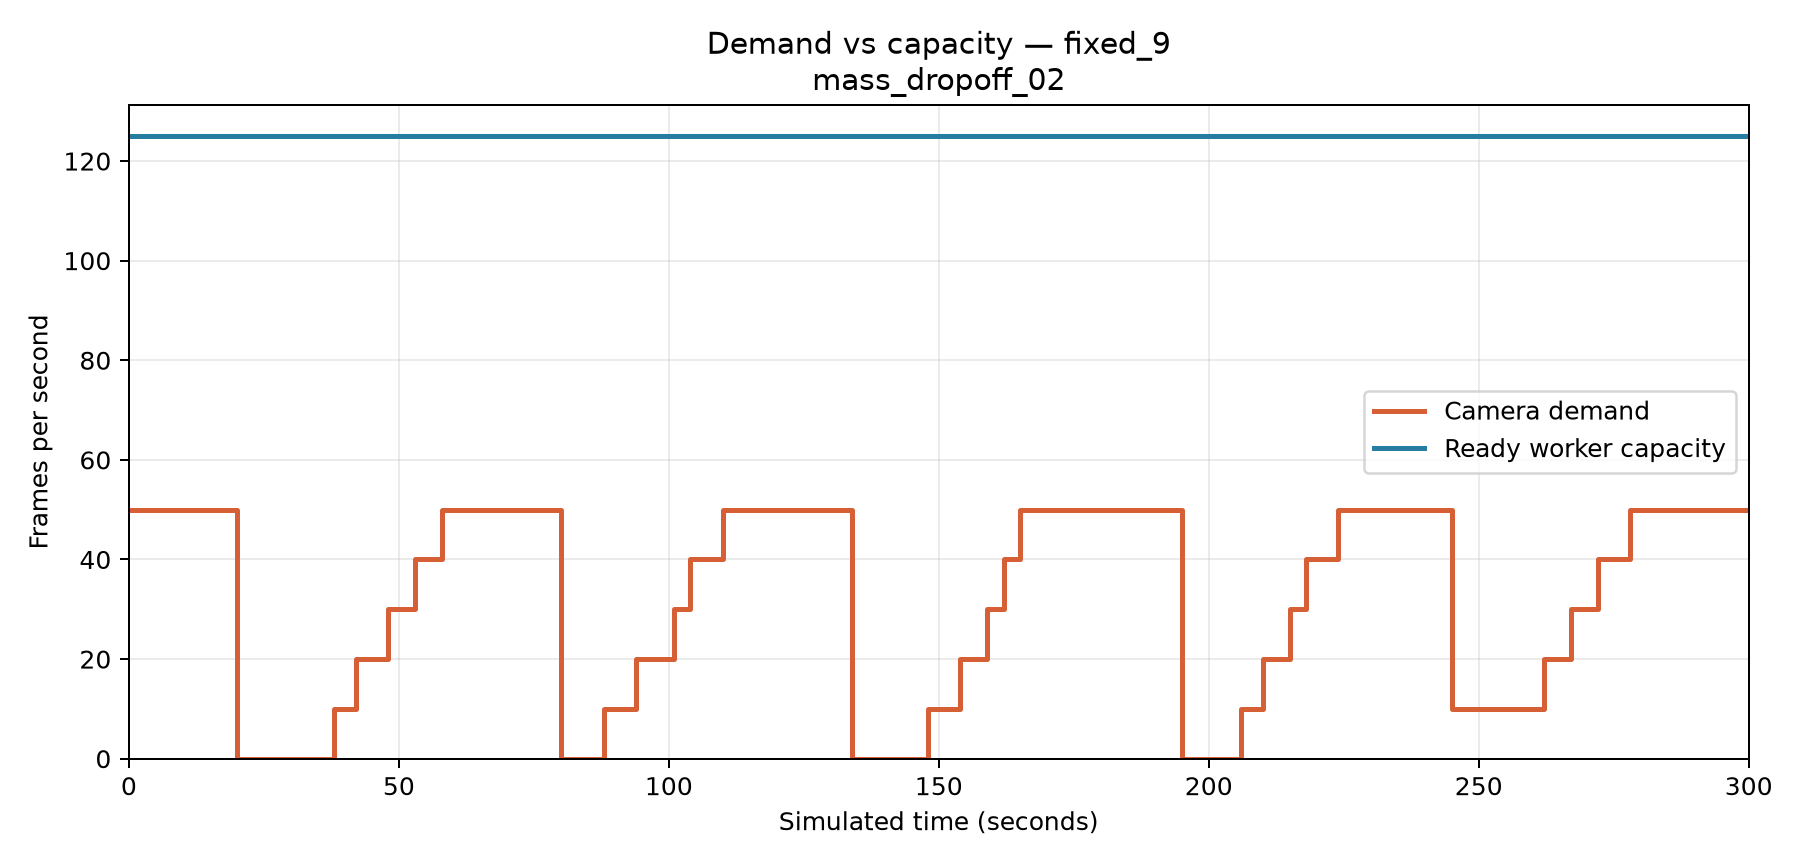 Demand vs capacity — fixed_9
mass_dropoff_02
Frames per second
120
100
80
60
40
20
0
Camera demand
Ready worker capacity
0 50 100 150 200 250 300
Simulated time (seconds)